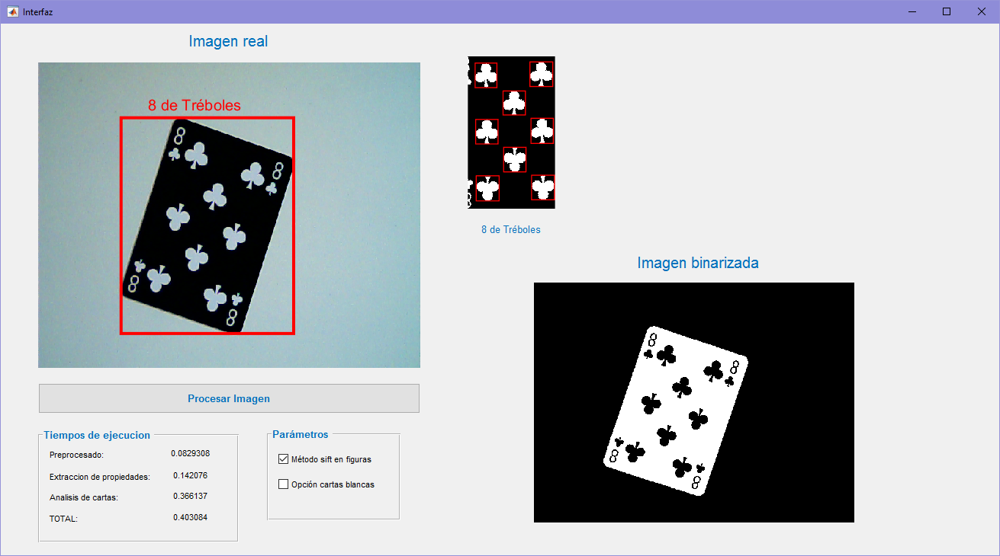 Interfaz
Imagen real
8 de Tréboles
8
8
8
8
Procesar Imagen
Tiempos de ejecucion
Preprocesado: 0.0829308
Extraccion de propiedades: 0.142076
Analisis de cartas: 0.366137
TOTAL: 0.403084
Parámetros
Método sift en figuras
Opción cartas blancas
8 de Tréboles
Imagen binarizada
8
8
8
8